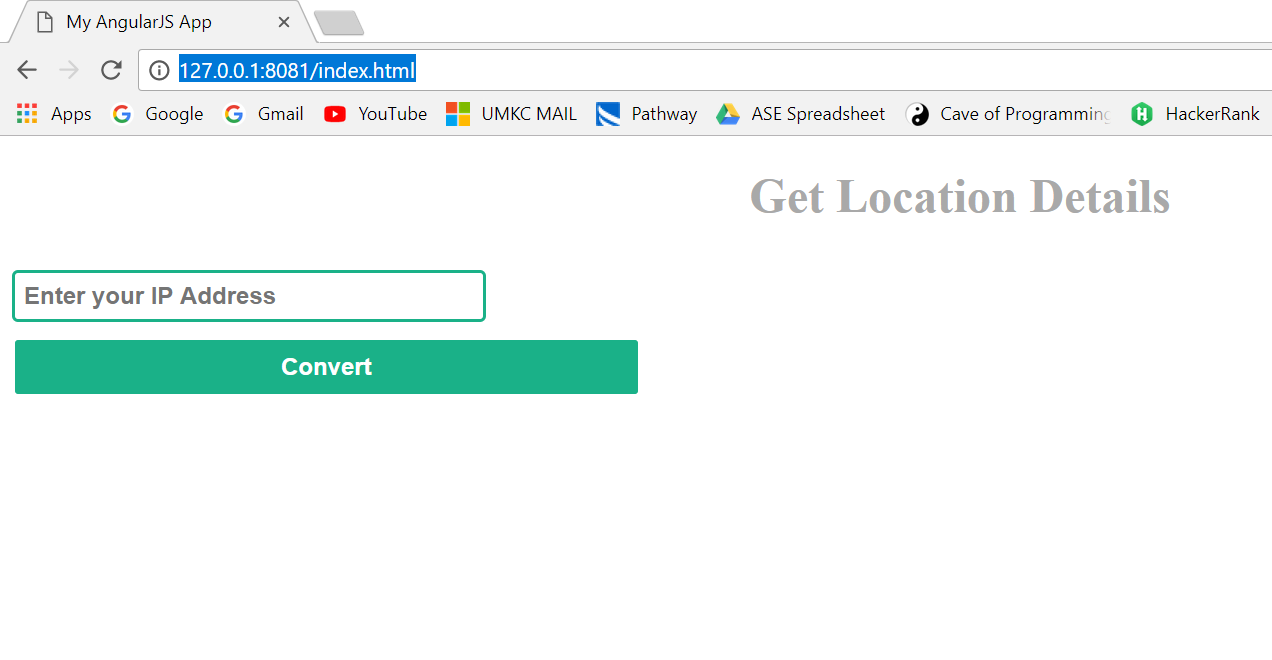 My AngularJS App
127.0.0.1:8081/index.html
Apps Google Gmail YouTube UMKC MAIL Pathway ASE Spreadsheet Cave of Programming HackerRank
Get Location Details
Enter your IP Address
Convert